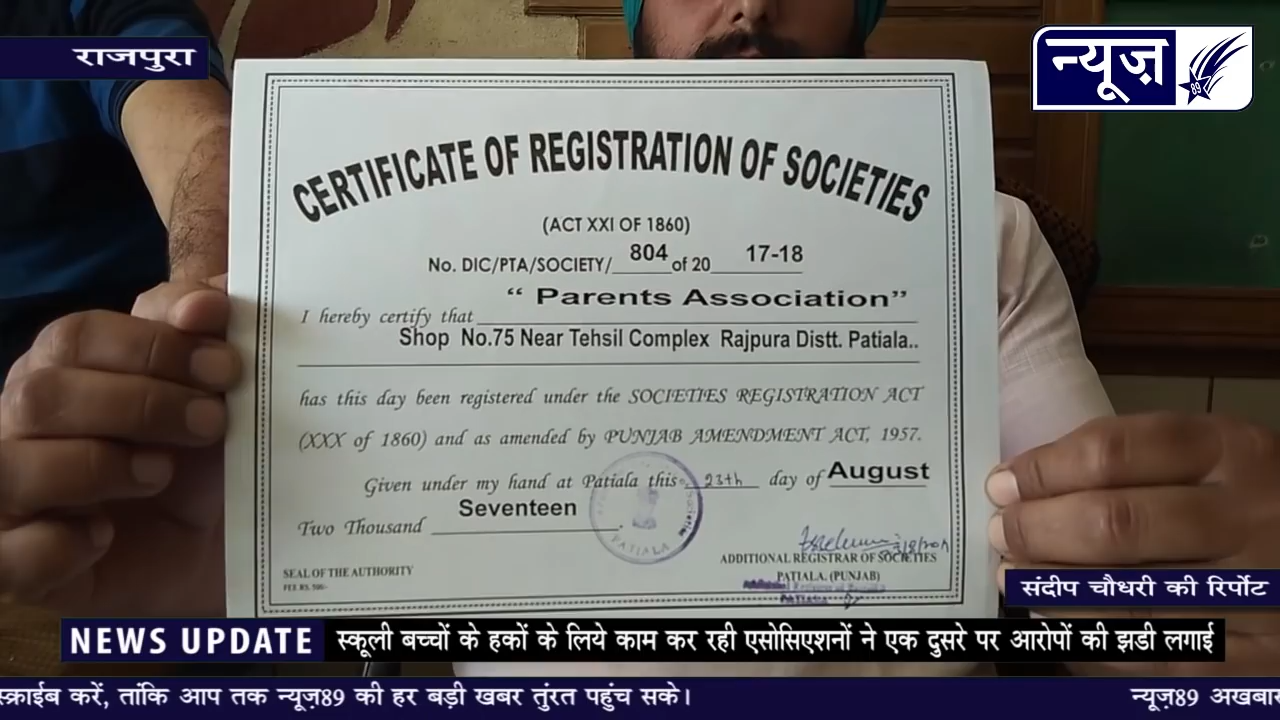 राजपुरा
न्यूज़
89
CERTIFICATE OF REGISTRATION OF SOCIETIES
(ACT XXI OF 1860)
No. DIC/PTA/SOCIETY/ 804 of 20 17-18
I hereby certify that “ Parents Association”
Shop No.75 Near Tehsil Complex Rajpura Distt. Patiala..
has this day been registered under the SOCIETIES REGISTRATION ACT
(XXX of 1860) and as amended by PUNJAB AMENDMENT ACT, 1957.
Given under my hand at Patiala this 23th day of August
Two Thousand Seventeen .
PATIALA
ADDITIONAL REGISTRAR OF SOCIETIES
PATIALA. (PUNJAB)
SEAL OF THE AUTHORITY
FEE RS. 500/-
PATIALA
संदीप चौधरी की रिर्पोट
NEWS UPDATE स्कूली बच्चों के हकों के लिये काम कर रही एसोसिएशनों ने एक दुसरे पर आरोपों की झडी लगाई
स्क्राईब करें, तांकि आप तक न्यूज़89 की हर बड़ी खबर तुंरत पहुंच सके। न्यूज़89 अखबार